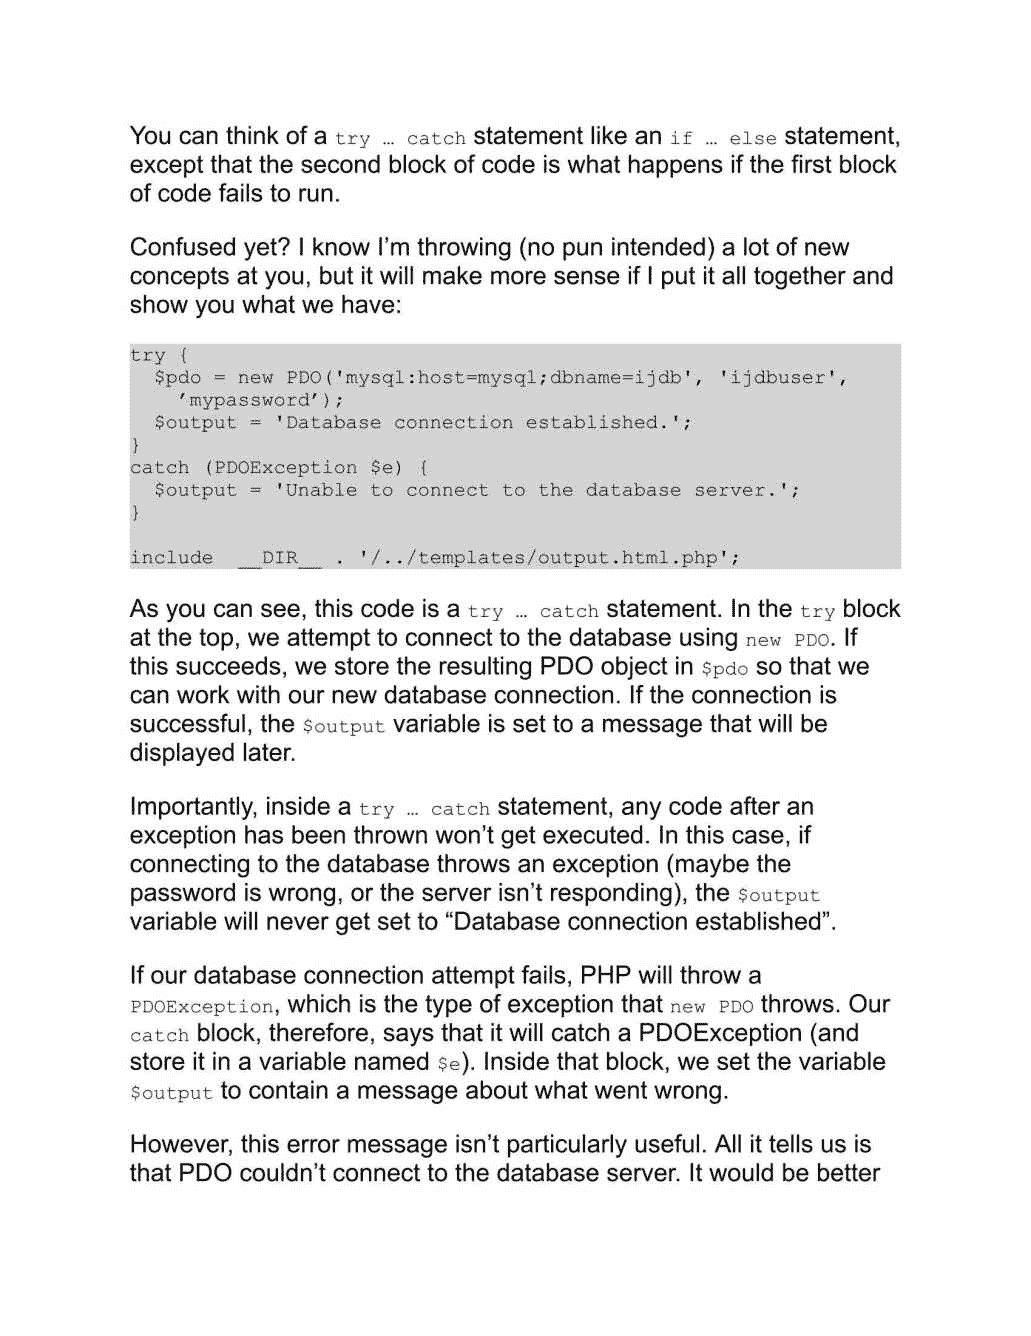 You can think of a try … catch statement like an if … else statement,
except that the second block of code is what happens if the first block
of code fails to run.
Confused yet? I know I’m throwing (no pun intended) a lot of new
concepts at you, but it will make more sense if I put it all together and
show you what we have:
try {
  $pdo = new PDO('mysql:host=mysql;dbname=ijdb', 'ijdbuser',
    ’mypassword’);
  $output = 'Database connection established.';
}
catch (PDOException $e) {
  $output = 'Unable to connect to the database server.';
}
include  __DIR__ . '/../templates/output.html.php';
As you can see, this code is a try … catch statement. In the try block
at the top, we attempt to connect to the database using new PDO. If
this succeeds, we store the resulting PDO object in $pdo so that we
can work with our new database connection. If the connection is
successful, the $output variable is set to a message that will be
displayed later.
Importantly, inside a try … catch statement, any code after an
exception has been thrown won’t get executed. In this case, if
connecting to the database throws an exception (maybe the
password is wrong, or the server isn’t responding), the $output
variable will never get set to “Database connection established”.
If our database connection attempt fails, PHP will throw a
PDOException, which is the type of exception that new PDO throws. Our
catch block, therefore, says that it will catch a PDOException (and
store it in a variable named $e). Inside that block, we set the variable
$output to contain a message about what went wrong.
However, this error message isn’t particularly useful. All it tells us is
that PDO couldn’t connect to the database server. It would be better